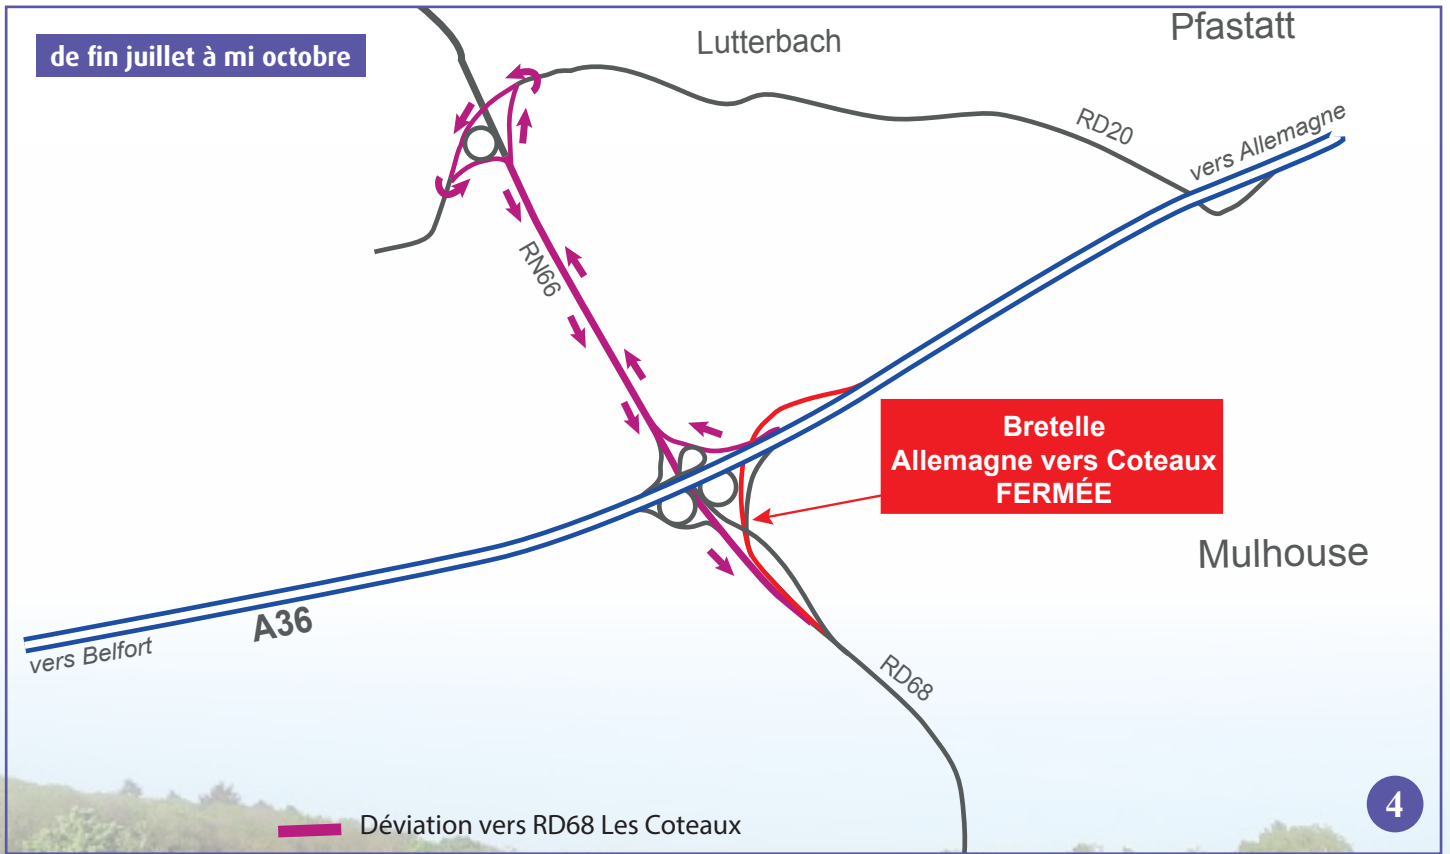 de fin juillet à mi octobre
Lutterbach
Pfastatt
RD20
vers Allemagne
RN66
Bretelle
Allemagne vers Coteaux
FERMÉE
Mulhouse
A36
vers Belfort
RD68
Déviation vers RD68 Les Coteaux
4